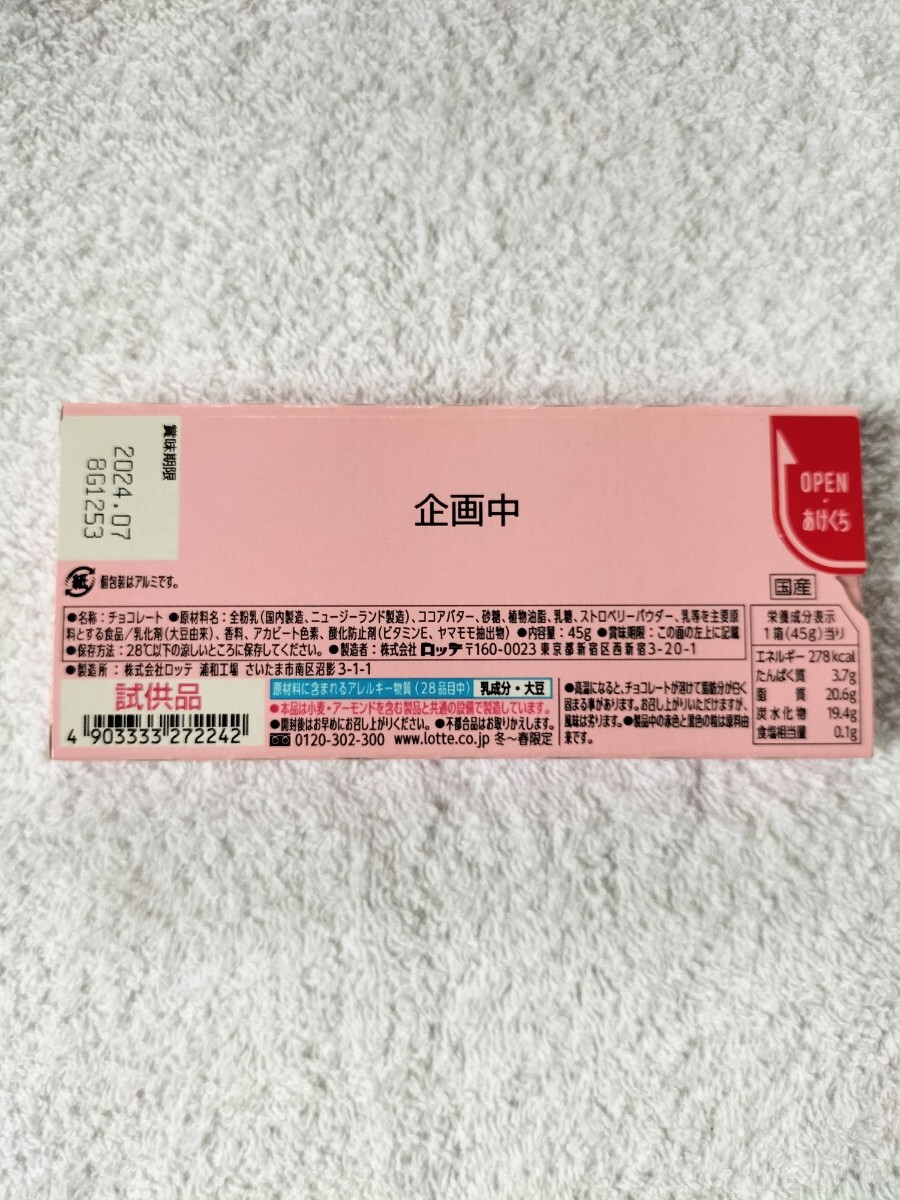 賞味期限
2024.07
8G1253
企画中
OPEN
あけくち
紙 個包装はアルミです。
国産
●名称：チョコレート ●原材料名：全粉乳（国内製造、ニュージーランド製造）、ココアバター、砂糖、植物油脂、乳糖、ストロベリーパウダー、乳等を主要原
料とする食品／乳化剤（大豆由来）、香料、アカビート色素、酸化防止剤（ビタミンE、ヤマモモ抽出物） ●内容量：45g ●賞味期限：この面の左上に記載
●保存方法：28℃以下の涼しいところに保存してください。 ●製造者：株式会社 ロッテ 〒160-0023 東京都新宿区西新宿3-20-1
●製造所：株式会社ロッテ 浦和工場 さいたま市南区沼影3-1-1
試供品
4 903333 272242
原材料に含まれるアレルギー物質（28品目中） 乳成分・大豆
●本品は小麦・アーモンドを含む製品と共通の設備で製造しています。
●開封後はお早めにお召し上がりください。 ●不都合品はお取りかえします。
0120-302-300 www.lotte.co.jp 冬～春限定
●高温になると、チョコレートが溶けて脂肪分が白く
固まる事があります。お召し上がりいただけますが、
風味は劣ります。●製品中の赤色と黒色の粒は原料由
来です。
栄養成分表示
1箱（45g）当り
エネルギー 278kcal
たんぱく質 3.7g
脂質 20.6g
炭水化物 19.4g
食塩相当量 0.1g